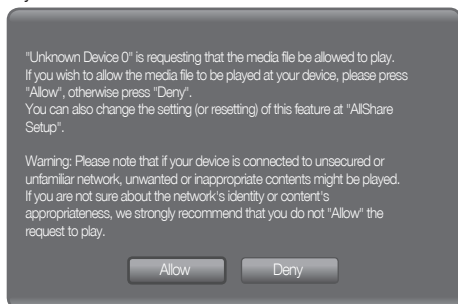 "Unknown Device 0" is requesting that the media file be allowed to play.
If you wish to allow the media file to be played at your device, please press
"Allow", otherwise press "Deny".
You can also change the setting (or resetting) of this feature at "AllShare
Setup".
Warning: Please note that if your device is connected to unsecured or
unfamiliar network, unwanted or inappropriate contents might be played.
If you are not sure about the network's identity or content's
appropriateness, we strongly recommend that you do not "Allow" the
request to play.
Allow
Deny